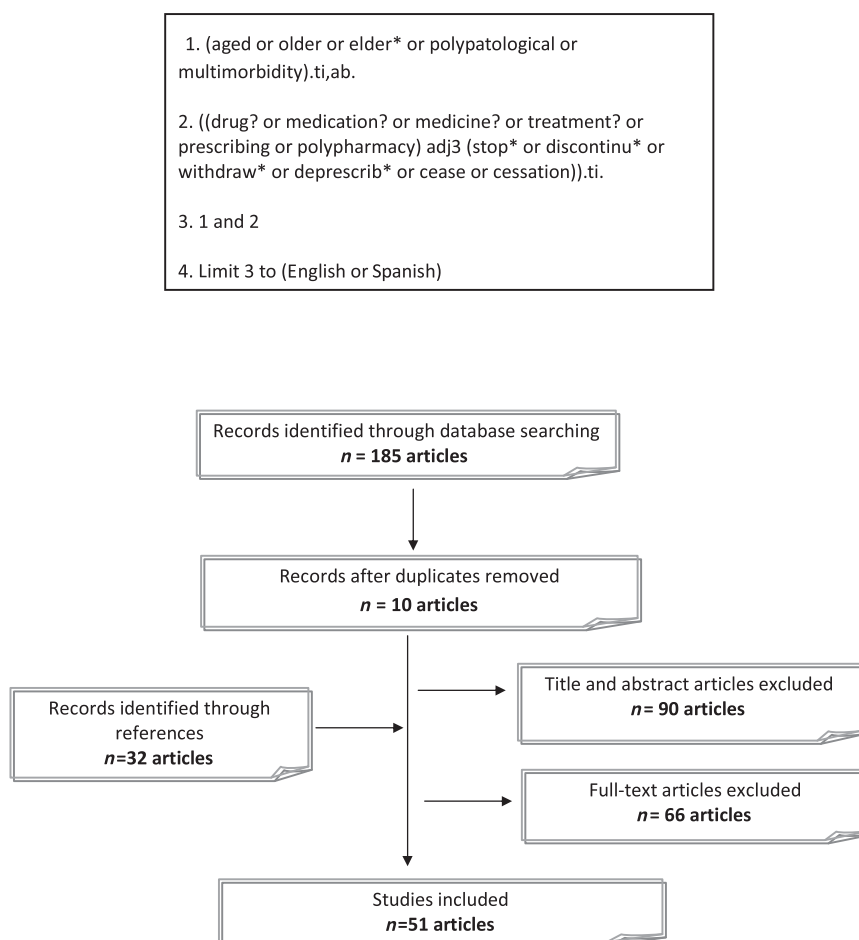 1. (aged or older or elder* or polypatological or
multimorbidity).ti,ab.
2. ((drug? or medication? or medicine? or treatment? or
prescribing or polypharmacy) adj3 (stop* or discontinu* or
withdraw* or deprescrib* or cease or cessation)).ti.
3. 1 and 2
4. Limit 3 to (English or Spanish)
Records identified through database searching
n = 185 articles
Records after duplicates removed
n = 10 articles
Title and abstract articles excluded
n= 90 articles
Records identified through
references
n=32 articles
Full-text articles excluded
n= 66 articles
Studies included
n=51 articles